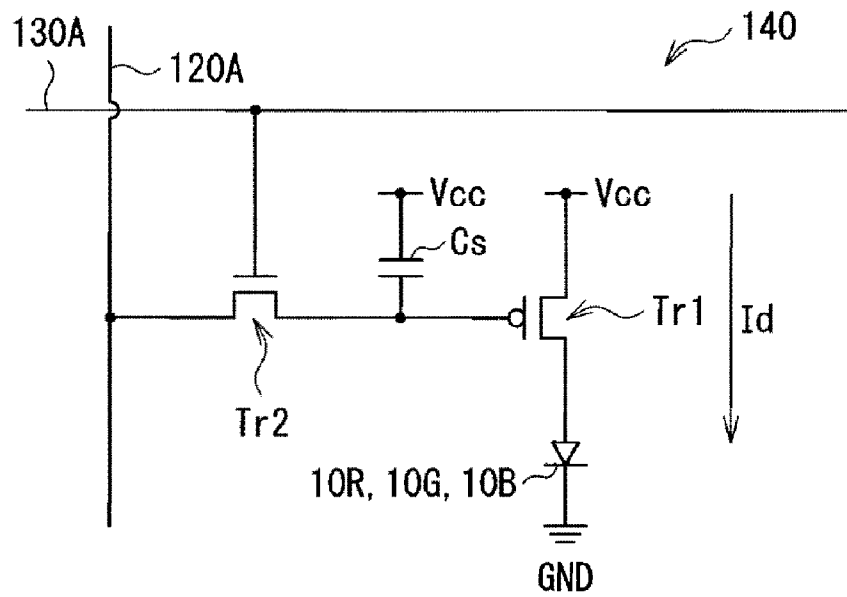 140
130A
120A
Vcc
Vcc
Cs
Tr1
Id
Tr2
10R, 10G, 10B
GND